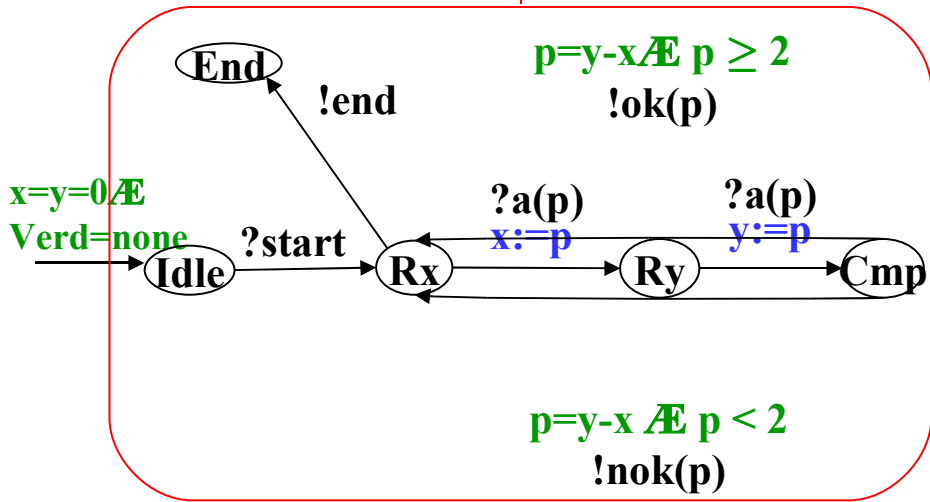 p=y-xÆ p ≥ 2
!ok(p)
End
!end
x=y=0Æ
Verd=none
?start
?a(p)
x:=p
?a(p)
y:=p
Idle
Rx
Ry
Cmp
p=y-x Æ p < 2
!nok(p)